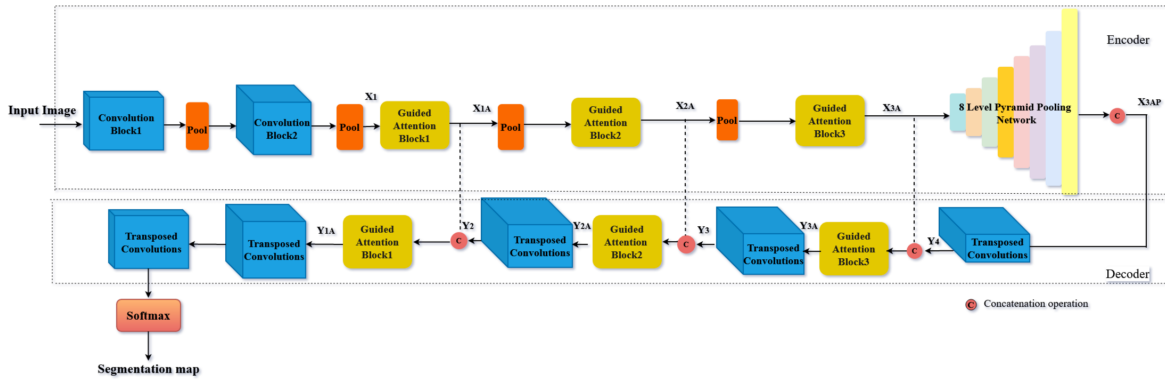 Encoder
Input Image
Convolution
Block1
Pool
Convolution
Block2
Pool
X1
Guided
Attention
Block1
X1A
Pool
Guided
Attention
Block2
X2A
Pool
Guided
Attention
Block3
X3A
8 Level Pyramid Pooling
Network
C
X3AP
Transposed
Convolutions
Transposed
Convolutions
Y1A
Guided
Attention
Block1
Y2
C
Transposed
Convolutions
Y2A
Guided
Attention
Block2
C
Y3
Transposed
Convolutions
Y3A
Guided
Attention
Block3
C
Y4
Transposed
Convolutions
Decoder
Softmax
C Concatenation operation
Segmentation map